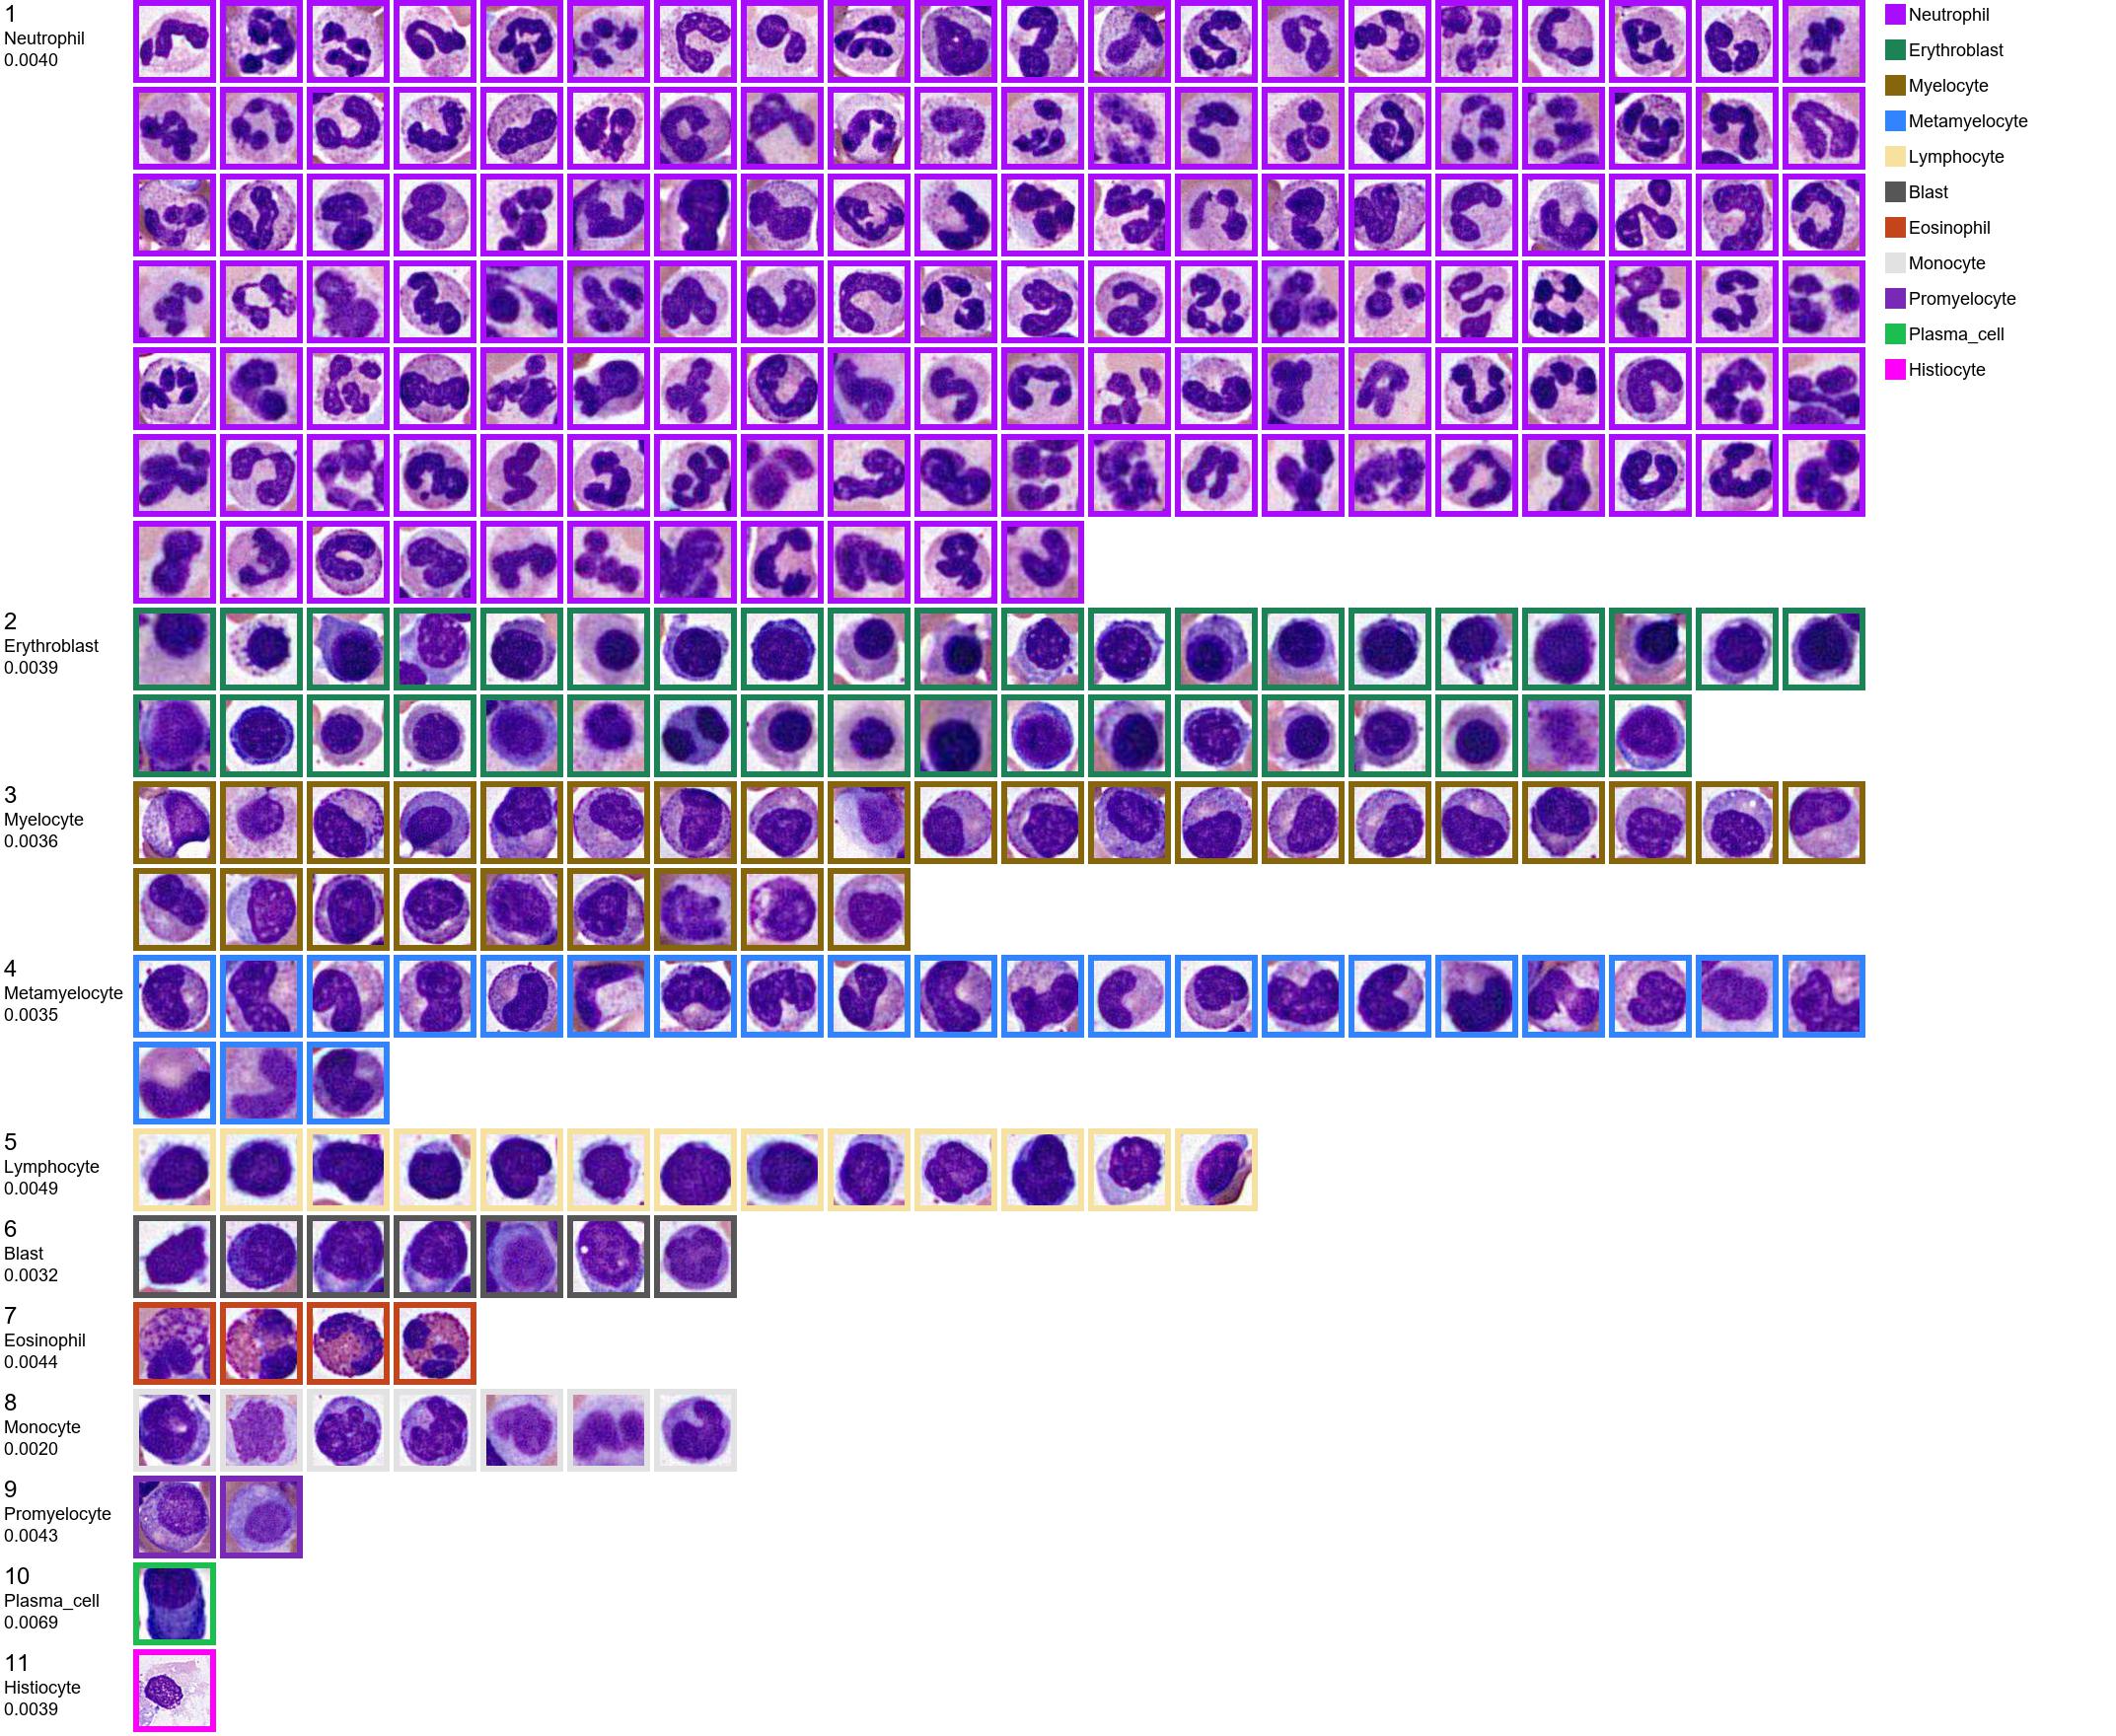 1
Neutrophil
0.0040
2
Erythroblast
0.0039
3
Myelocyte
0.0036
4
Metamyelocyte
0.0035
5
Lymphocyte
0.0049
6
Blast
0.0032
7
Eosinophil
0.0044
8
Monocyte
0.0020
9
Promyelocyte
0.0043
10
Plasma_cell
0.0069
11
Histiocyte
0.0039
Neutrophil
Erythroblast
Myelocyte
Metamyelocyte
Lymphocyte
Blast
Eosinophil
Monocyte
Promyelocyte
Plasma_cell
Histiocyte